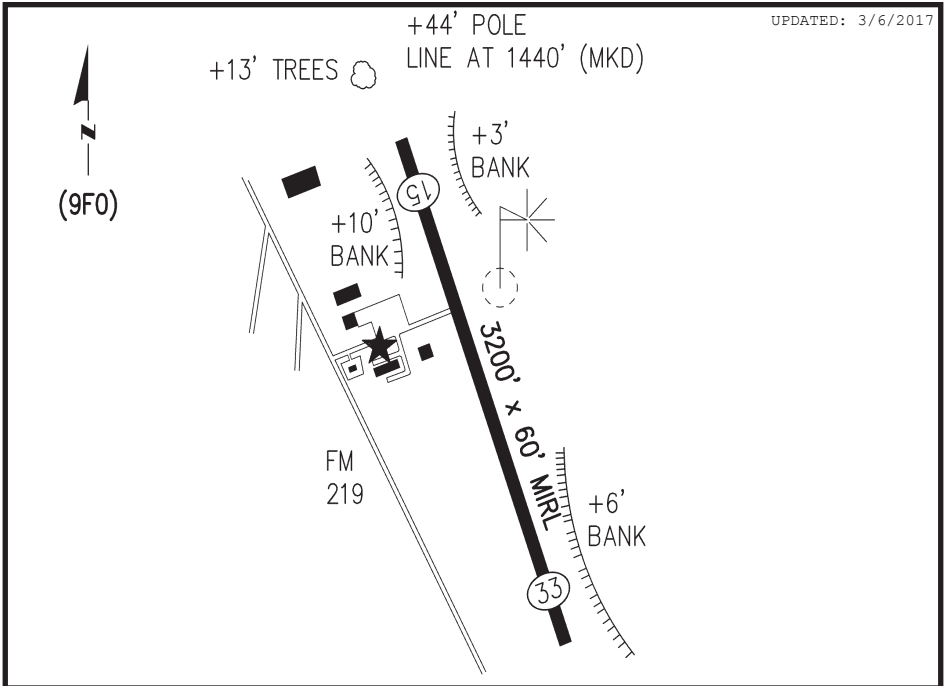 UPDATED: 3/6/2017
+44' POLE
LINE AT 1440' (MKD)
+13' TREES
N
(9F0)
+3'
BANK
15
+10'
BANK
3200' x 60' MIRL
FM
219
+6'
BANK
33